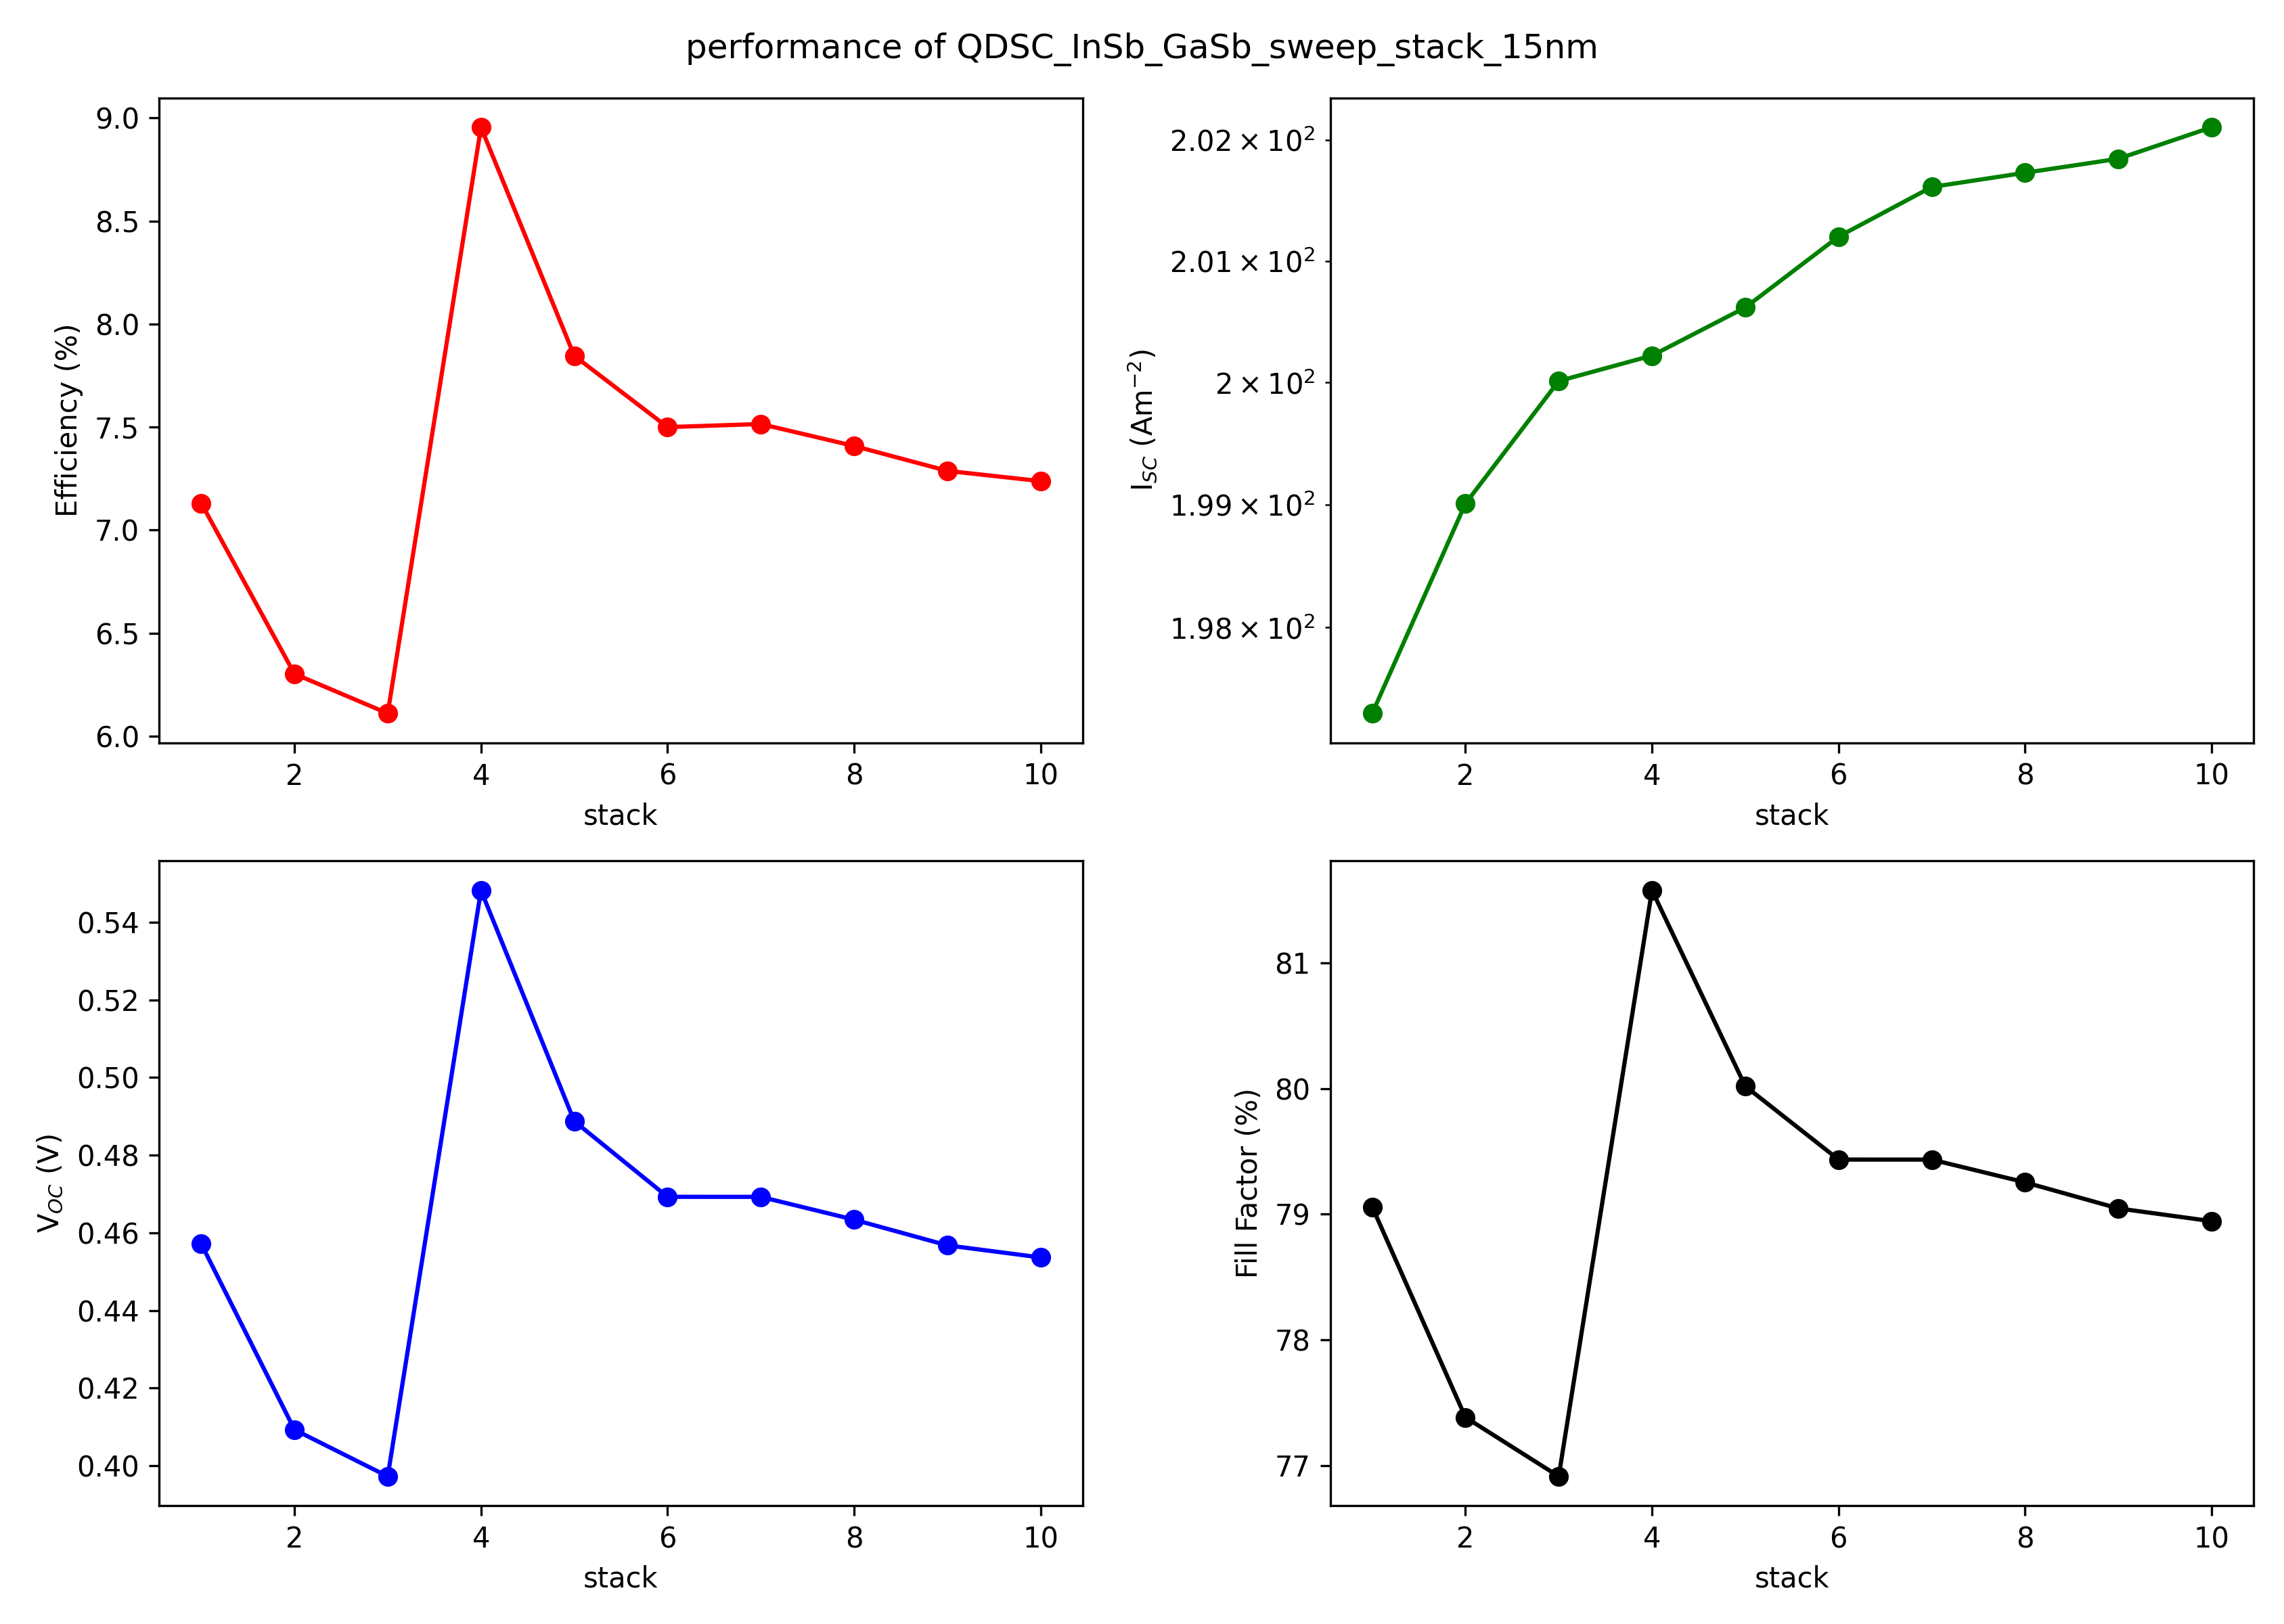 performance of QDSC_InSb_GaSb_sweep_stack_15nm
Efficiency (%)
9.0
8.5
8.0
7.5
7.0
6.5
6.0
2 4 6 8 10
stack
I$_{SC}$ (Am$^{-2}$)
2.02 × 10²
2.01 × 10²
2 × 10²
1.99 × 10²
1.98 × 10²
2 4 6 8 10
stack
V$_{OC}$ (V)
0.54
0.52
0.50
0.48
0.46
0.44
0.42
0.40
2 4 6 8 10
stack
Fill Factor (%)
81
80
79
78
77
2 4 6 8 10
stack